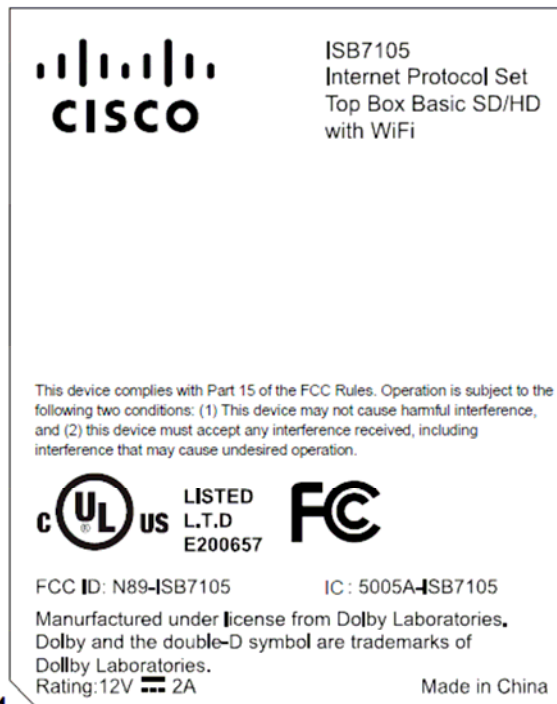 CISCO
ISB7105
Internet Protocol Set
Top Box Basic SD/HD
with WiFi
This device complies with Part 15 of the FCC Rules. Operation is subject to the
following two conditions: (1) This device may not cause harmful interference,
and (2) this device must accept any interference received, including
interference that may cause undesired operation.
C UL ® US
LISTED
L.T.D
E200657
FC
FCC ID: N89-ISB7105 IC : 5005A-ISB7105
Manurfactured under license from Dolby Laboratories.
Dolby and the double-D symbol are trademarks of
Dollby Laboratories.
Rating:12V ⎓ 2A Made in China